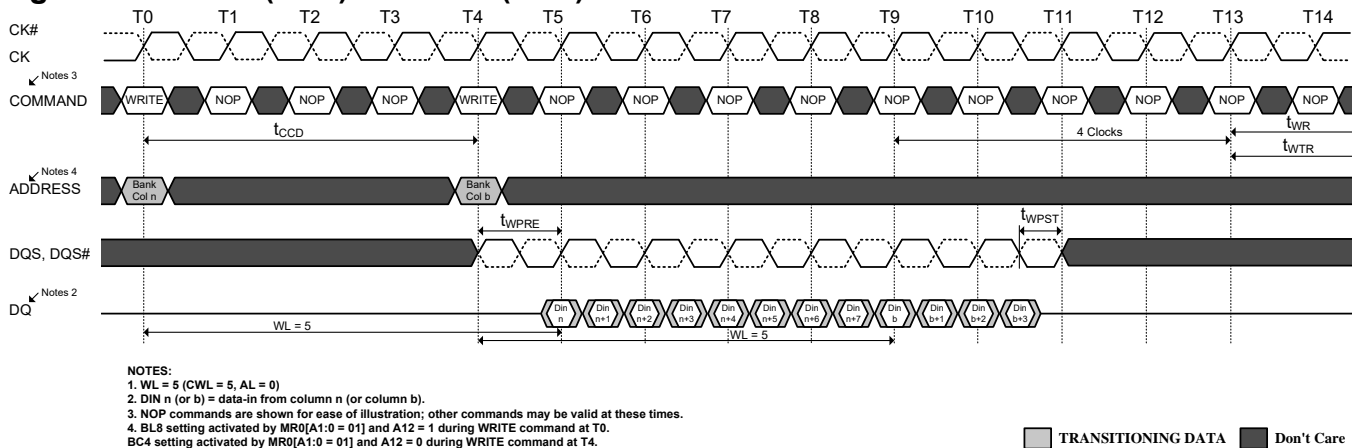 T0 T1 T2 T3 T4 T5 T6 T7 T8 T9 T10 T11 T12 T13 T14
CK#
CK
Notes 3
COMMAND WRITE NOP NOP NOP WRITE NOP NOP NOP NOP NOP NOP NOP NOP NOP NOP
tCCD 4 Clocks tWR
tWTR
Notes 4
ADDRESS Bank Col n Bank Col b
tWPRE tWPST
DQS, DQS#
Notes 2
DQ Din n Din n+1 Din n+2 Din n+3 Din n+4 Din n+5 Din n+6 Din n+7 Din b Din b+1 Din b+2 Din b+3
WL = 5 WL = 5
NOTES:
1. WL = 5 (CWL = 5, AL = 0)
2. DIN n (or b) = data-in from column n (or column b).
3. NOP commands are shown for ease of illustration; other commands may be valid at these times.
4. BL8 setting activated by MR0[A1:0 = 01] and A12 = 1 during WRITE command at T0.
BC4 setting activated by MR0[A1:0 = 01] and A12 = 0 during WRITE command at T4.
TRANSITIONING DATA Don't Care